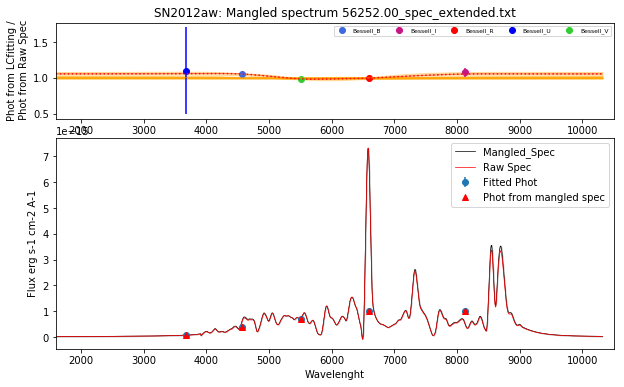 SN2012aw: Mangled spectrum 56252.00_spec_extended.txt
Phot from LCfitting /
Phot from Raw Spec
1.5
1.0
0.5
Bessell_B
Bessell_I
Bessell_R
Bessell_U
Bessell_V
2000 3000 4000 5000 6000 7000 8000 9000 10000
Flux erg s-1 cm-2 A-1
7
6
5
4
3
2
1
0
Mangled_Spec
Raw Spec
Fitted Phot
Phot from mangled spec
2000 3000 4000 5000 6000 7000 8000 9000 10000
Wavelenght